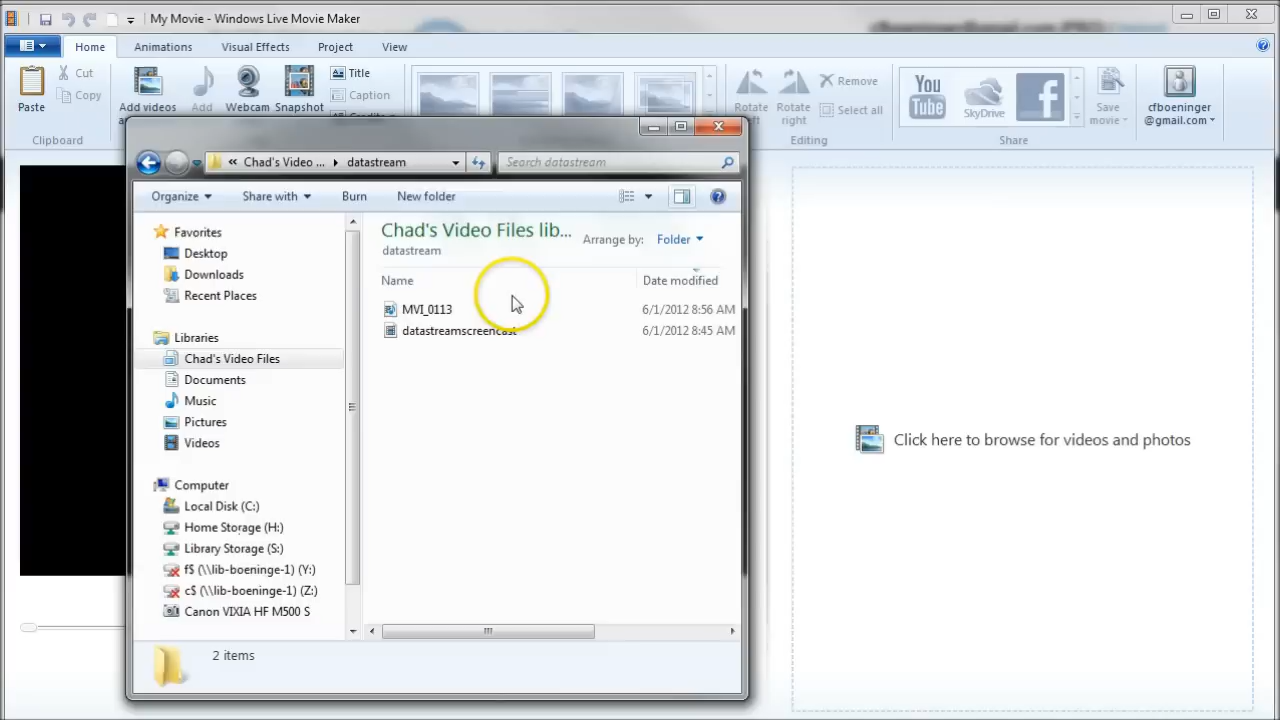 My Movie - Windows Live Movie Maker
Home
Animations
Visual Effects
Project
View
Paste
Cut
Copy
Clipboard
Add videos
Add
Webcam
Snapshot
Title
Caption
Rotate
Rotate right
Remove
Select all
Editing
You
Tube
SkyDrive
f
Share
Save movie
cfboeninger
@gmail.com
Chad's Video ...
datastream
Search datastream
Organize
Share with
Burn
New folder
Favorites
Desktop
Downloads
Recent Places
Libraries
Chad's Video Files
Documents
Music
Pictures
Videos
Computer
Local Disk (C:)
Home Storage (H:)
Library Storage (S:)
f$ (\\lib-boeninge-1) (Y:)
c$ (\\lib-boeninge-1) (Z:)
Canon VIXIA HF M500 S
Chad's Video Files lib...
datastream
Arrange by: Folder
Name
Date modified
MVI_0113
6/1/2012 8:56 AM
datastreamscreencast
6/1/2012 8:45 AM
2 items
Click here to browse for videos and photos